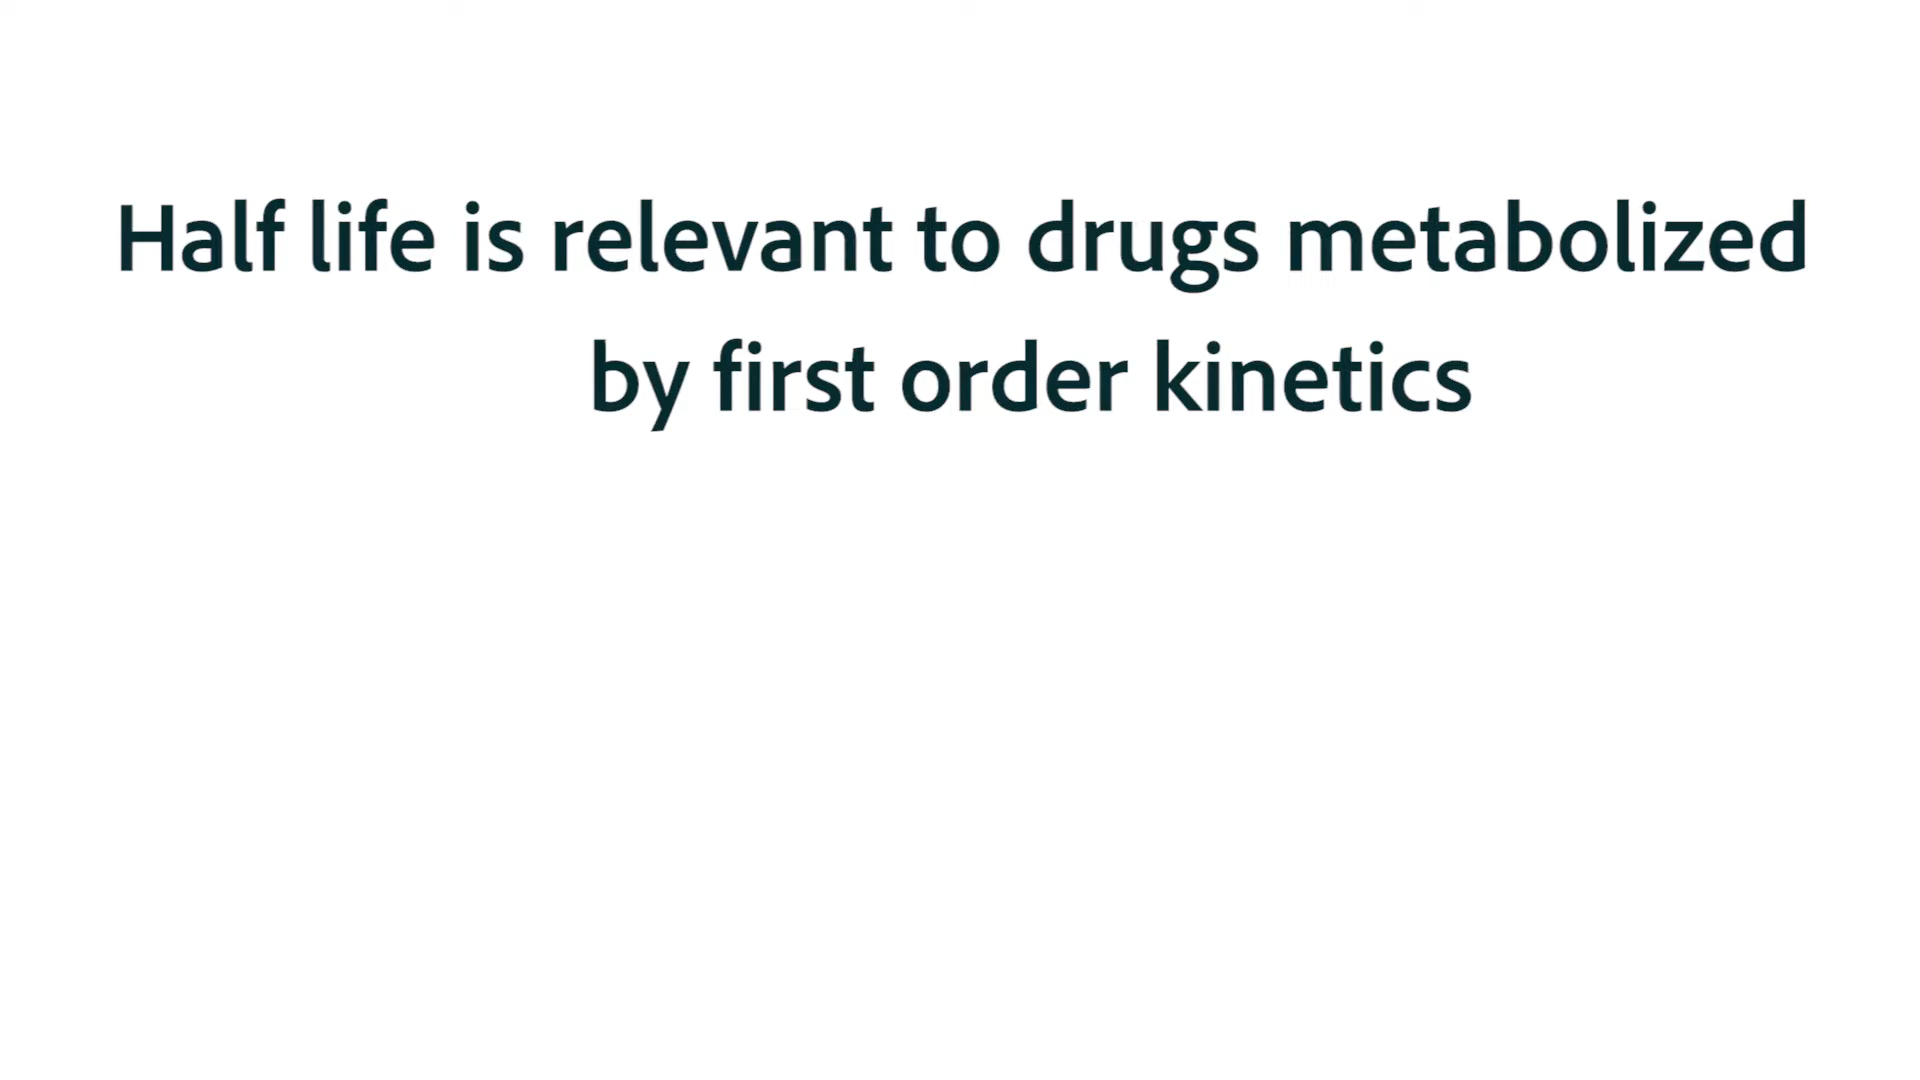 Half life is relevant to drugs metabolized
by first order kinetics